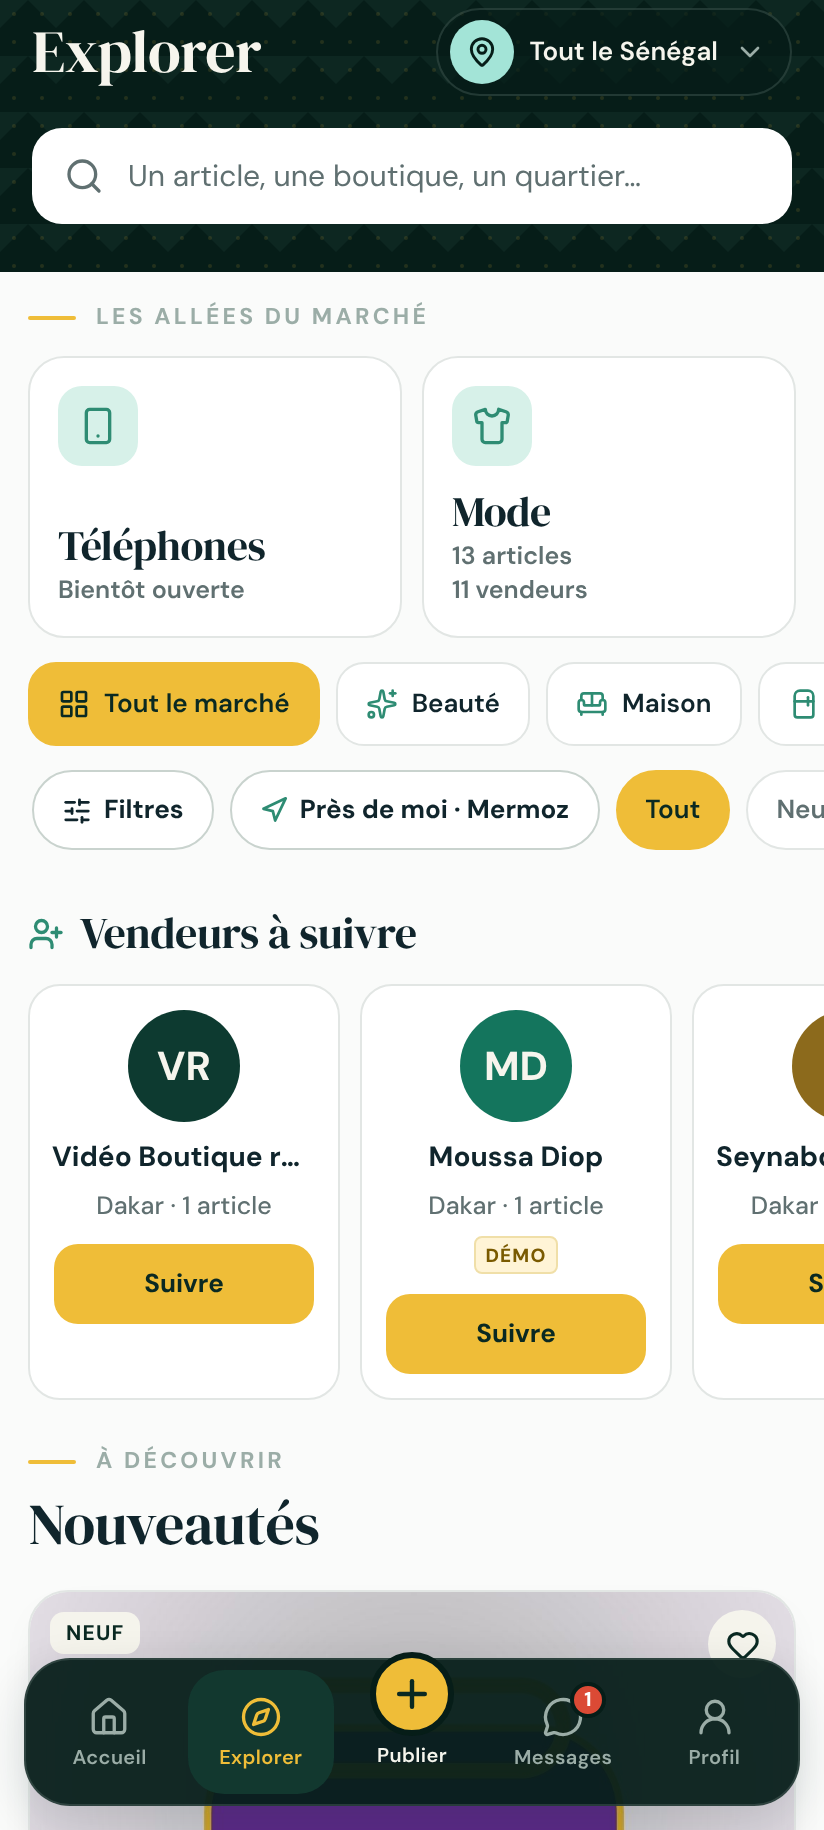 Explorer
Tout le Sénégal
Un article, une boutique, un quartier...
LES ALLÉES DU MARCHÉ
Téléphones
Bientôt ouverte
Mode
13 articles
11 vendeurs
Tout le marché
Beauté
Maison
Filtres
Près de moi · Mermoz
Tout
Neu
Vendeurs à suivre
VR
Vidéo Boutique r...
Dakar · 1 article
Suivre
MD
Moussa Diop
Dakar · 1 article
DÉMO
Suivre
Seynab
Dakar
S
À DÉCOUVRIR
Nouveautés
NEUF
Accueil
Explorer
Publier
1
Messages
Profil